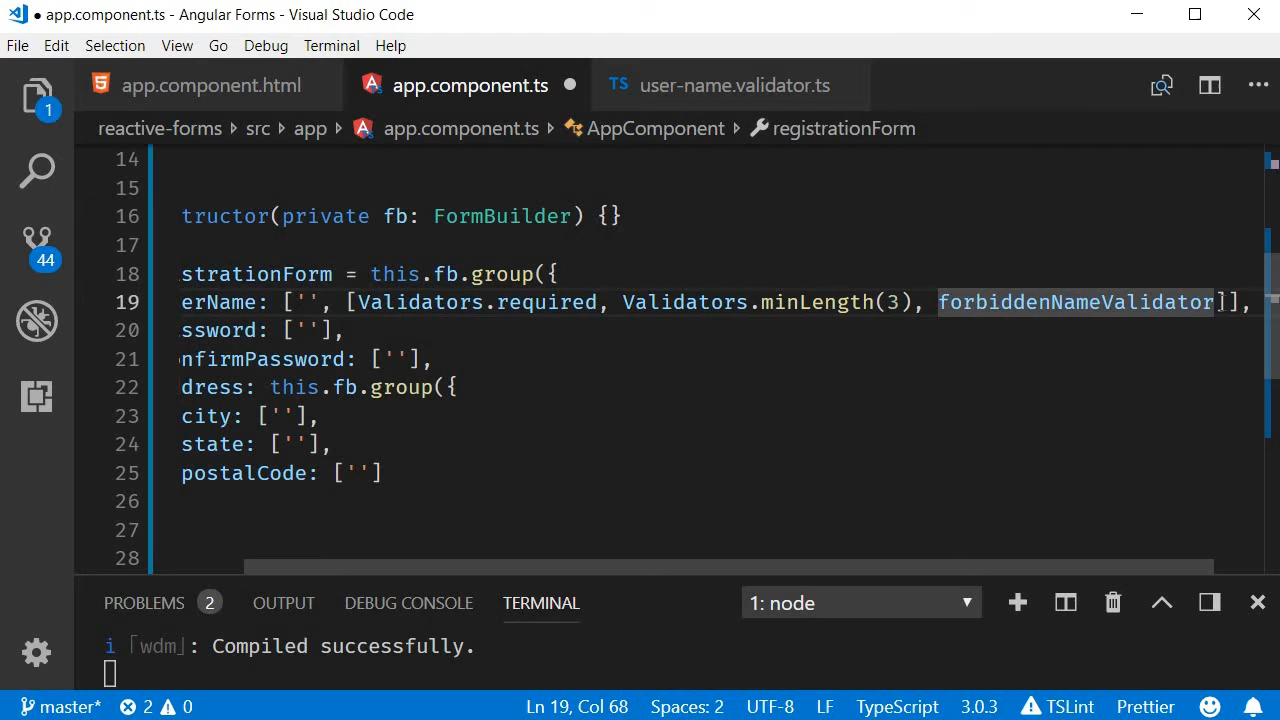 ● app.component.ts - Angular Forms - Visual Studio Code
File Edit Selection View Go Debug Terminal Help
app.component.html app.component.ts ● TS user-name.validator.ts
1
reactive-forms › src › app › app.component.ts › AppComponent › registrationForm
14
15
16 tructor(private fb: FormBuilder) {}
17
18 strationForm = this.fb.group({
19 erName: ['', [Validators.required, Validators.minLength(3), forbiddenNameValidator]],
20 ssword: [''],
21 nfirmPassword: [''],
22 dress: this.fb.group({
23 city: [''],
24 state: [''],
25 postalCode: ['']
26
27
28
44
PROBLEMS 2 OUTPUT DEBUG CONSOLE TERMINAL 1: node
i 「wdm」: Compiled successfully.
master* 2 0 Ln 19, Col 68 Spaces: 2 UTF-8 LF TypeScript 3.0.3 TSLint Prettier